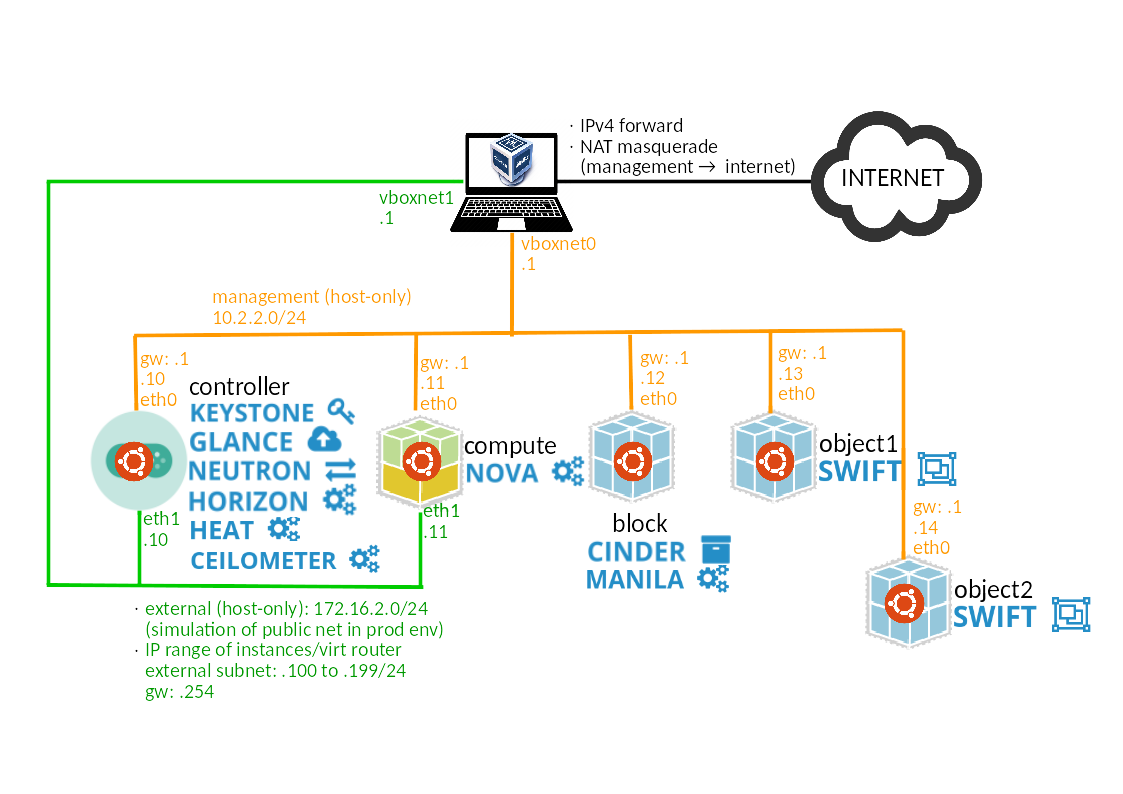 · IPv4 forward
· NAT masquerade
(management → internet)
INTERNET
vboxnet1
.1
vboxnet0
.1
management (host-only)
10.2.2.0/24
gw: .1
.10
eth0
gw: .1
.11
eth0
gw: .1
.12
eth0
gw: .1
.13
eth0
controller
KEYSTONE
GLANCE
NEUTRON
HORIZON
HEAT
CEILOMETER
compute
NOVA
object1
SWIFT
eth1
.10
eth1
.11
block
CINDER
MANILA
gw: .1
.14
eth0
object2
SWIFT
· external (host-only): 172.16.2.0/24
(simulation of public net in prod env)
· IP range of instances/virt router
external subnet: .100 to .199/24
gw: .254